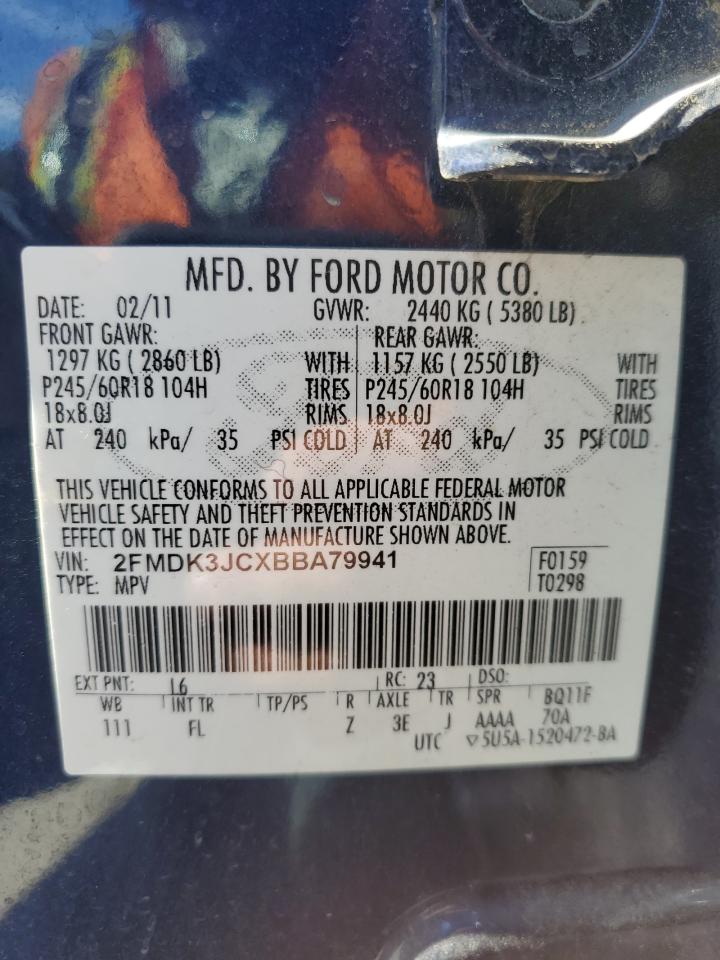 MFD. BY FORD MOTOR CO.
DATE: 02/11 GVWR: 2440 KG ( 5380 LB)
FRONT GAWR: REAR GAWR:
1297 KG ( 2860 LB) WITH 1157 KG ( 2550 LB) WITH
P245/60R18 104H TIRES P245/60R18 104H TIRES
18x8.0J RIMS 18x8.0J RIMS
AT 240 kPa/ 35 PSI COLD AT 240 kPa/ 35 PSI COLD
THIS VEHICLE CONFORMS TO ALL APPLICABLE FEDERAL MOTOR
VEHICLE SAFETY AND THEFT PREVENTION STANDARDS IN
EFFECT ON THE DATE OF MANUFACTURE SHOWN ABOVE.
VIN: 2FMDK3JCXBBA79941 F0159
TYPE: MPV T0298
EXT PNT: L6 RC: 23 DSO:
WB INT TR TP/PS R AXLE TR SPR BQ11F
111 FL Z 3E J AAAA 70A
UTC ▽5U5A-1520472-BA